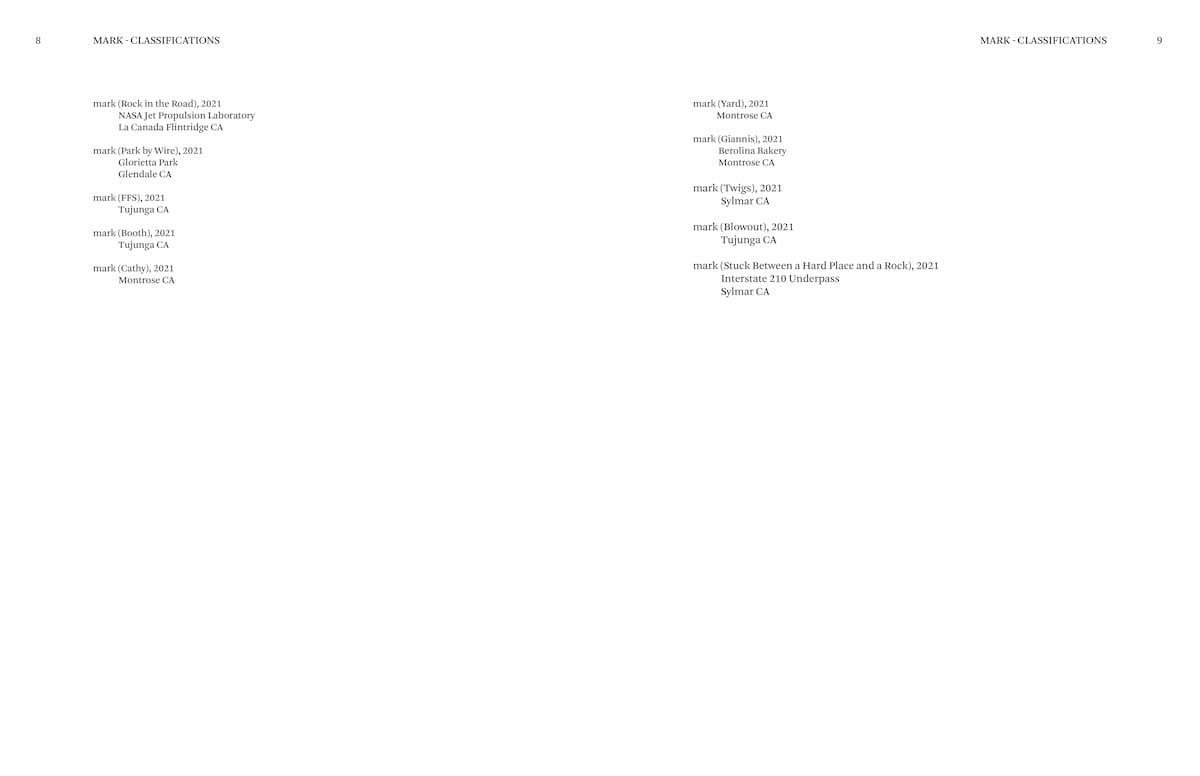 8
MARK - CLASSIFICATIONS
mark (Rock in the Road), 2021
NASA Jet Propulsion Laboratory
La Canada Flintridge CA
mark (Park by Wire), 2021
Glorietta Park
Glendale CA
mark (FFS), 2021
Tujunga CA
mark (Booth), 2021
Tujunga CA
mark (Cathy), 2021
Montrose CA
MARK - CLASSIFICATIONS
9
mark (Yard), 2021
Montrose CA
mark (Giannis), 2021
Berolina Bakery
Montrose CA
mark (Twigs), 2021
Sylmar CA
mark (Blowout), 2021
Tujunga CA
mark (Stuck Between a Hard Place and a Rock), 2021
Interstate 210 Underpass
Sylmar CA